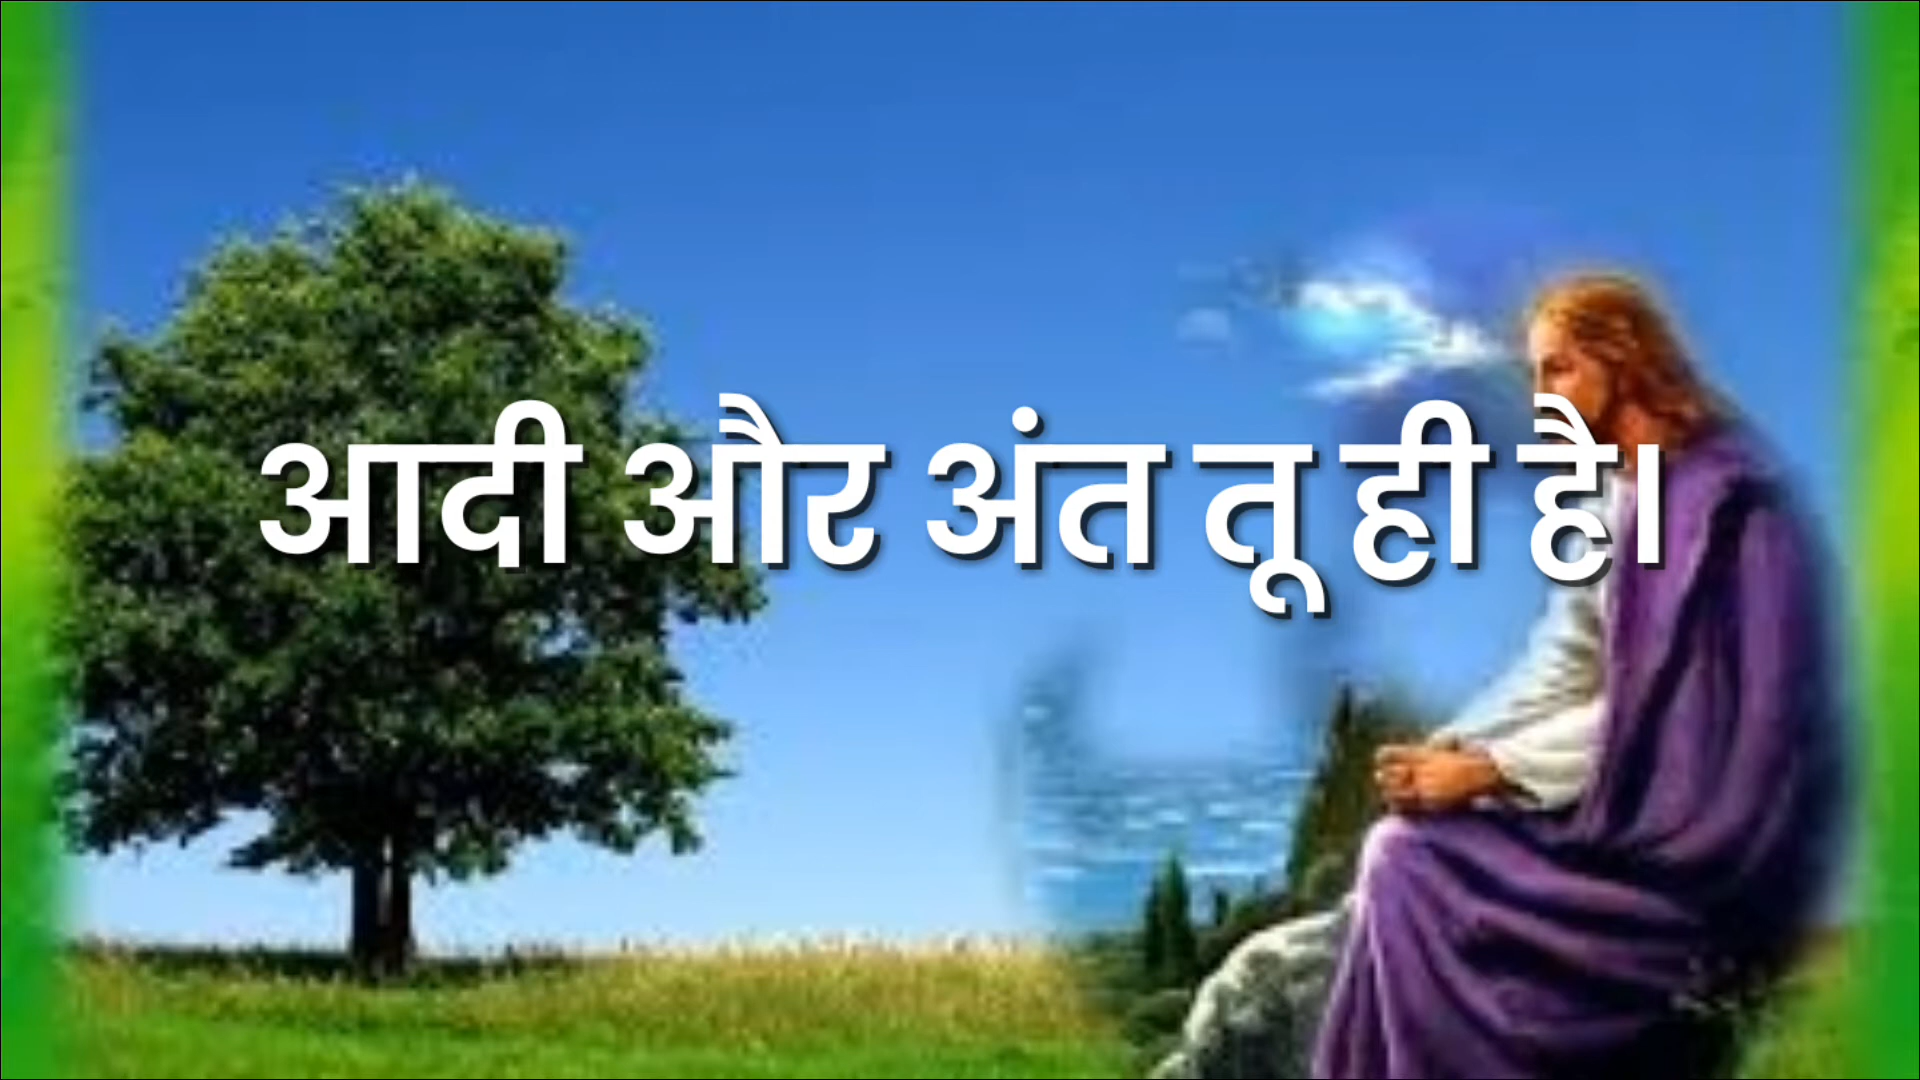 आदी और अंत तू ही है।